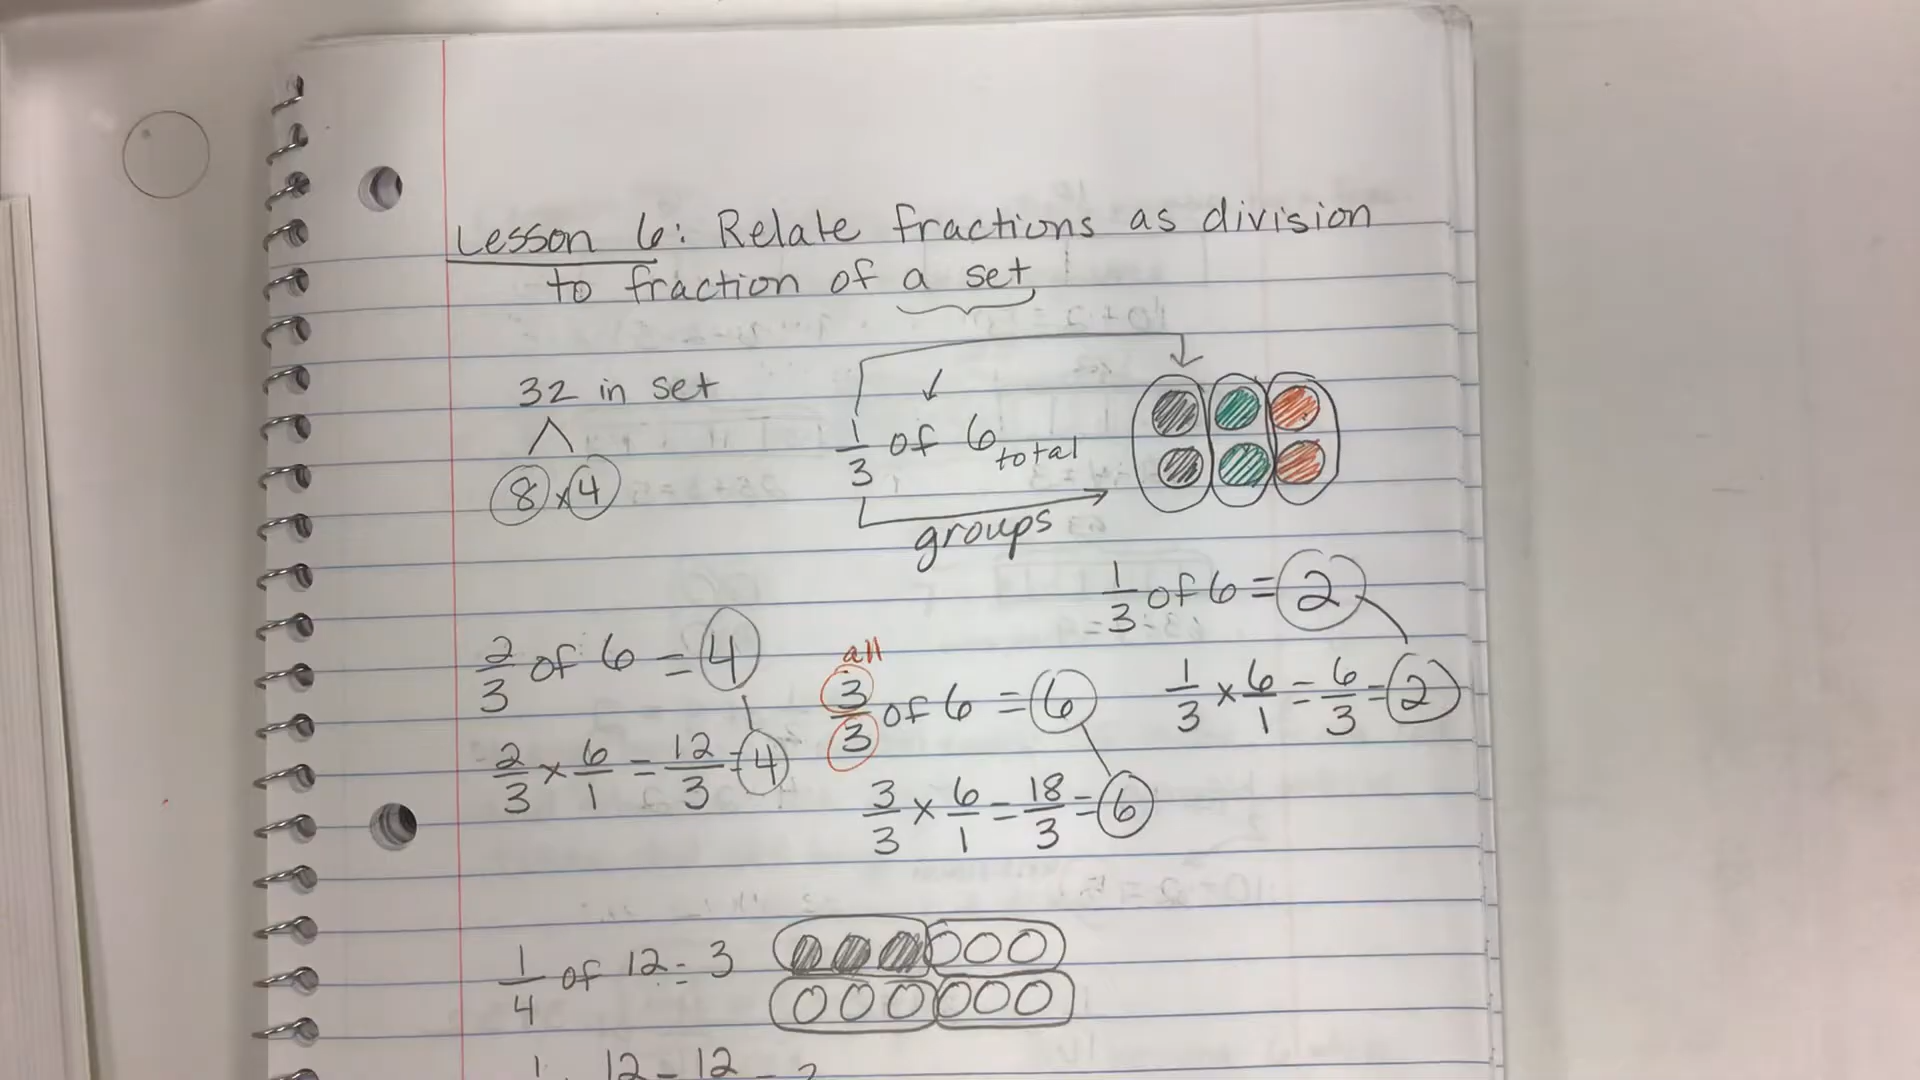 Lesson 6: Relate fractions as division
to fraction of a set
32 in set
8 x 4
1/3 of 6 total
groups
1/3 of 6 = 2
1/3 x 6/1 = 6/3 = 2
2/3 of 6 = 4
2/3 x 6/1 = 12/3 = 4
all
3/3 of 6 = 6
3/3 x 6/1 = 18/3 = 6
1/4 of 12 = 3
1 12 = 12 =